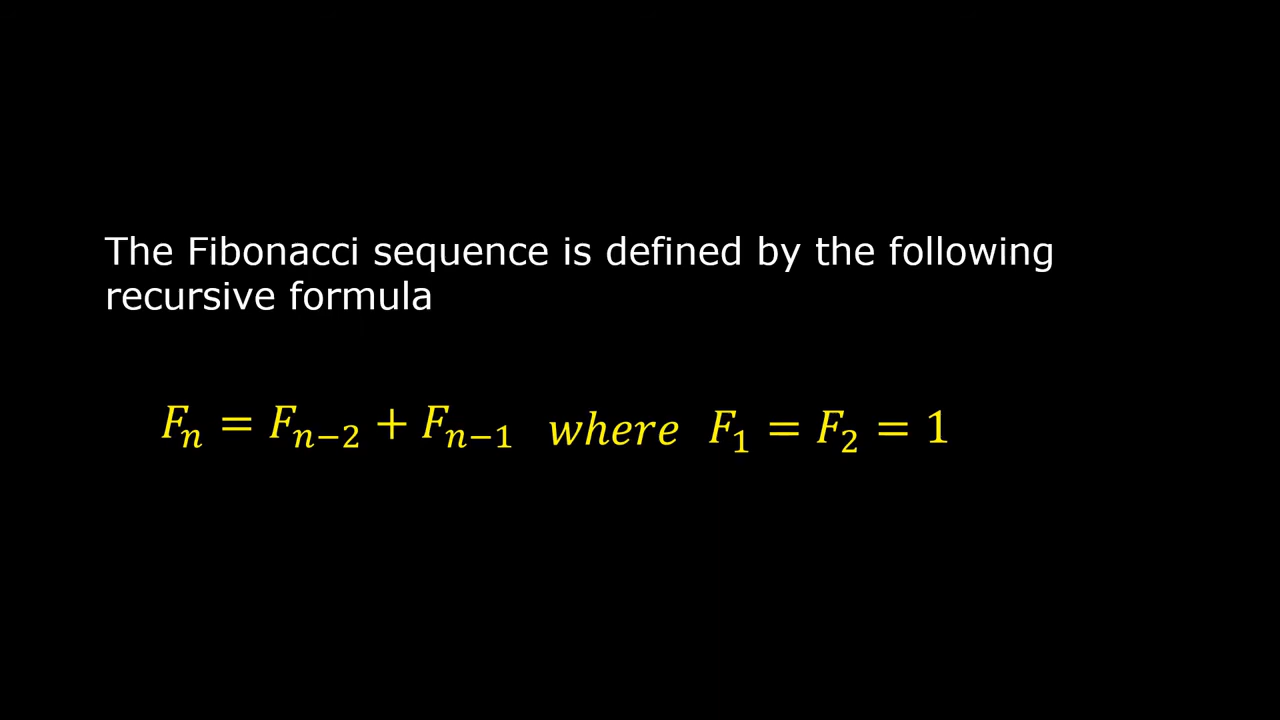 The Fibonacci sequence is defined by the following
recursive formula
Fₙ = Fₙ₋₂ + Fₙ₋₁ where F₁ = F₂ = 1